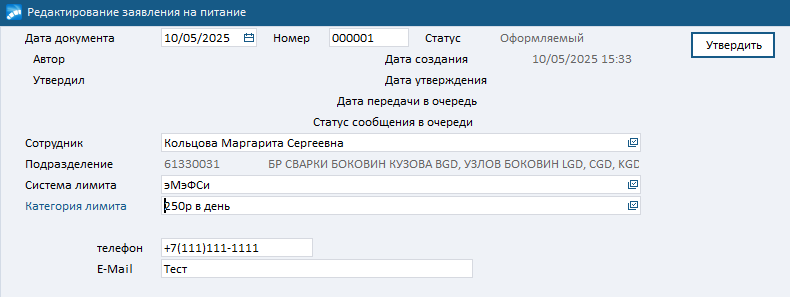 Редактирование заявления на питание
Дата документа 10/05/2025 Номер 000001 Статус Оформляемый Утвердить
Автор Дата создания 10/05/2025 15:33
Утвердил Дата утверждения
Дата передачи в очередь
Статус сообщения в очереди
Сотрудник Кольцова Маргарита Сергеевна
Подразделение 61330031 БР СВАРКИ БОКОВИН КУЗОВА BGD, УЗЛОВ БОКОВИН LGD, CGD, KGD
Система лимита эМэФСи
Категория лимита 250р в день
телефон +7(111)111-1111
E-Mail Тест